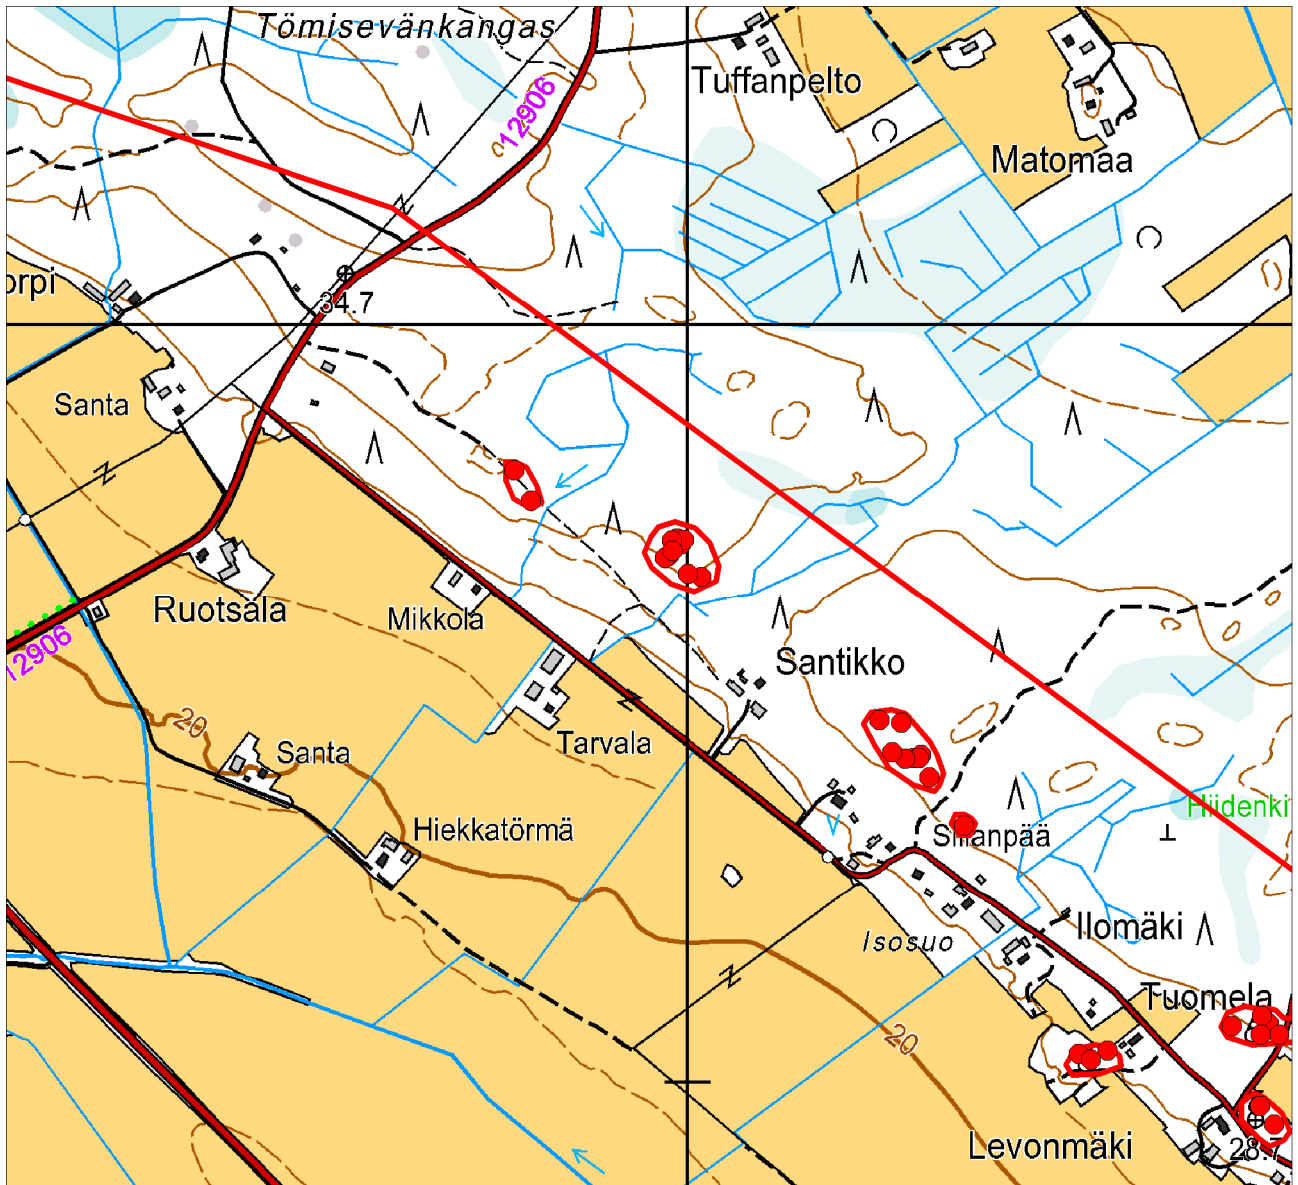 Tömisevänkangas
12906
Tuffanpelto
Matomaa
orpi
34.7
Santa
Ruotsala
Mikkola
12906
Santikko
20
Santa
Tarvala
Hiidenki
Hiekkatörmä
Sillanpää
Isosuo
Ilomäki
Tuomela
20
Levonmäki
28.7